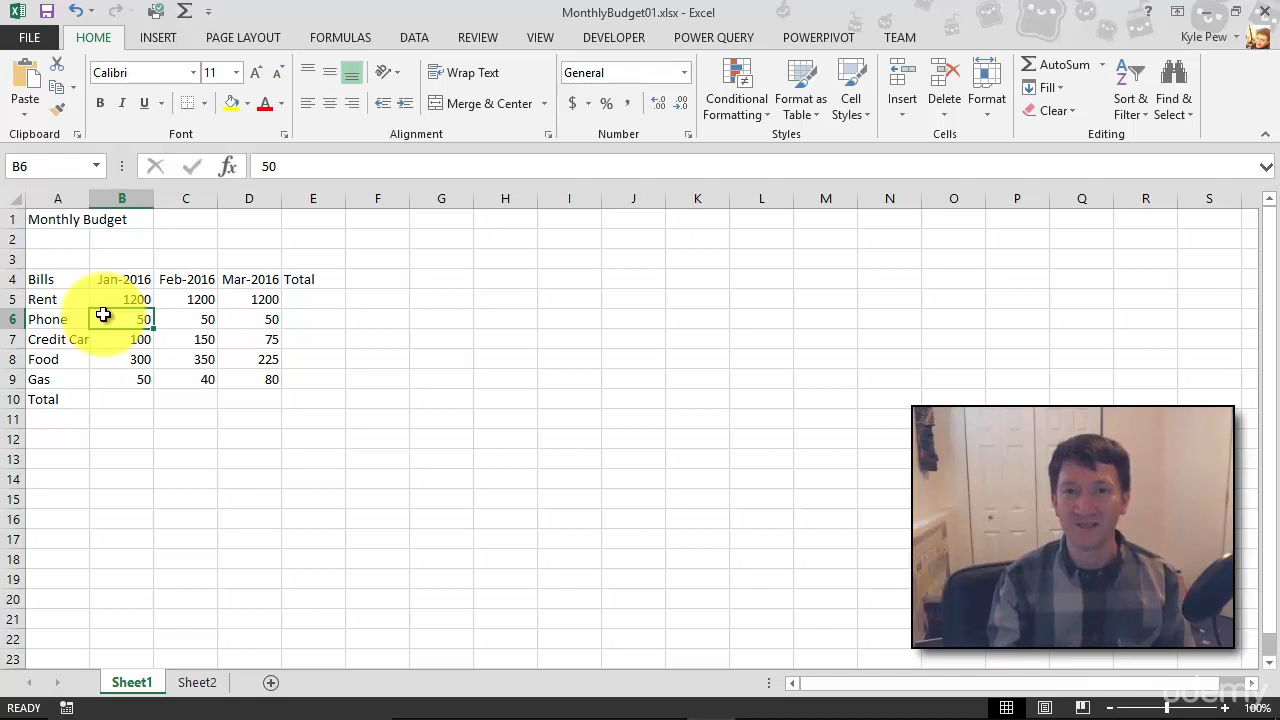 MonthlyBudget01.xlsx - Excel
FILE HOME INSERT PAGE LAYOUT FORMULAS DATA REVIEW VIEW DEVELOPER POWER QUERY POWERPIVOT TEAM Kyle Pew
Calibri 11 Wrap Text General AutoSum
Paste Conditional Formatting Format as Table Cell Styles Insert Delete Format Fill Sort & Filter Find & Select
B I U Merge & Center $ % , Clear
Clipboard Font Alignment Number Styles Cells Editing
B6 fx 50
A B C D E F G H I J K L M N O P Q R S
1 Monthly Budget
2
3
4 Bills Jan-2016 Feb-2016 Mar-2016 Total
5 Rent 1200 1200 1200
6 Phone 50 50 50
7 Credit Car 100 150 75
8 Food 300 350 225
9 Gas 50 40 80
10 Total
11
12
13
14
15
16
17
18
19
20
21
22
23
Sheet1 Sheet2
udemy
READY 100%